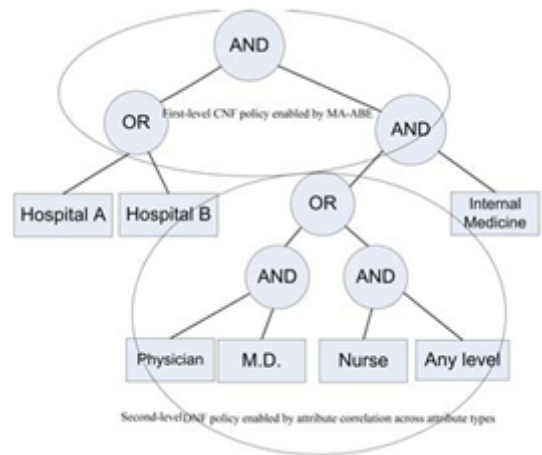 AND
First-level CNF policy enabled by MA-ABE
OR
AND
Hospital A
Hospital B
OR
Internal
Medicine
AND
AND
Physician
M.D.
Nurse
Any level
Second-level DNF policy enabled by attribute correlation across attribute types